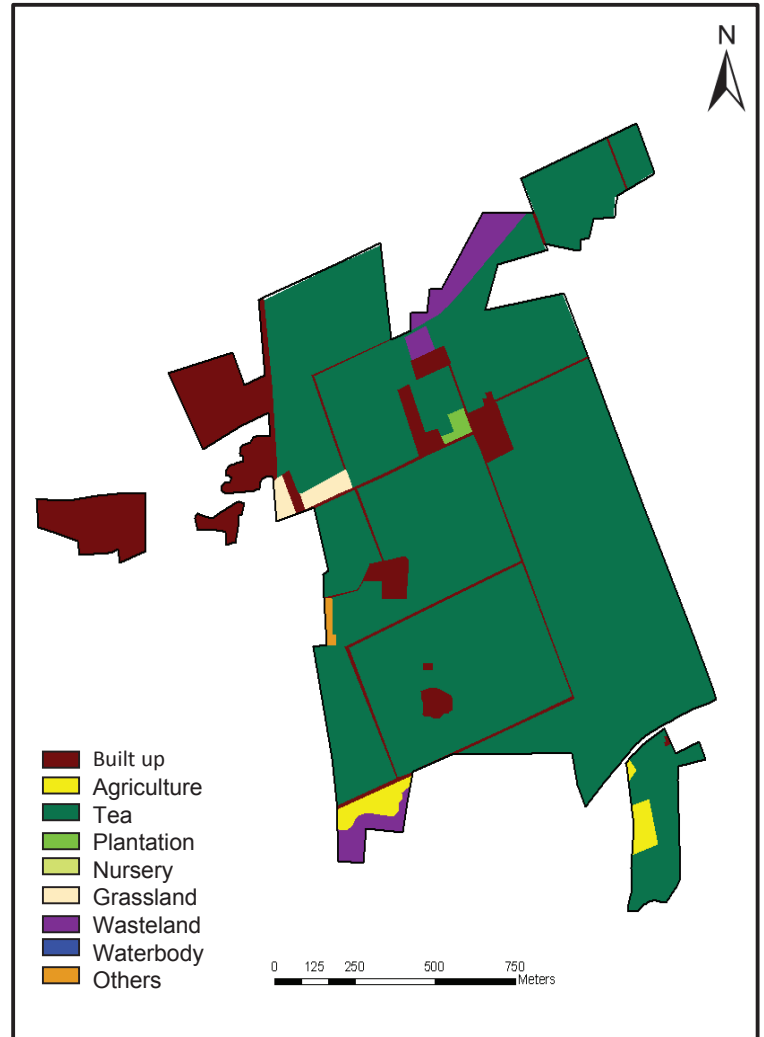 N
Built up
Agriculture
Tea
Plantation
Nursery
Grassland
Wasteland
Waterbody
Others
0 125 250 500 750
Meters